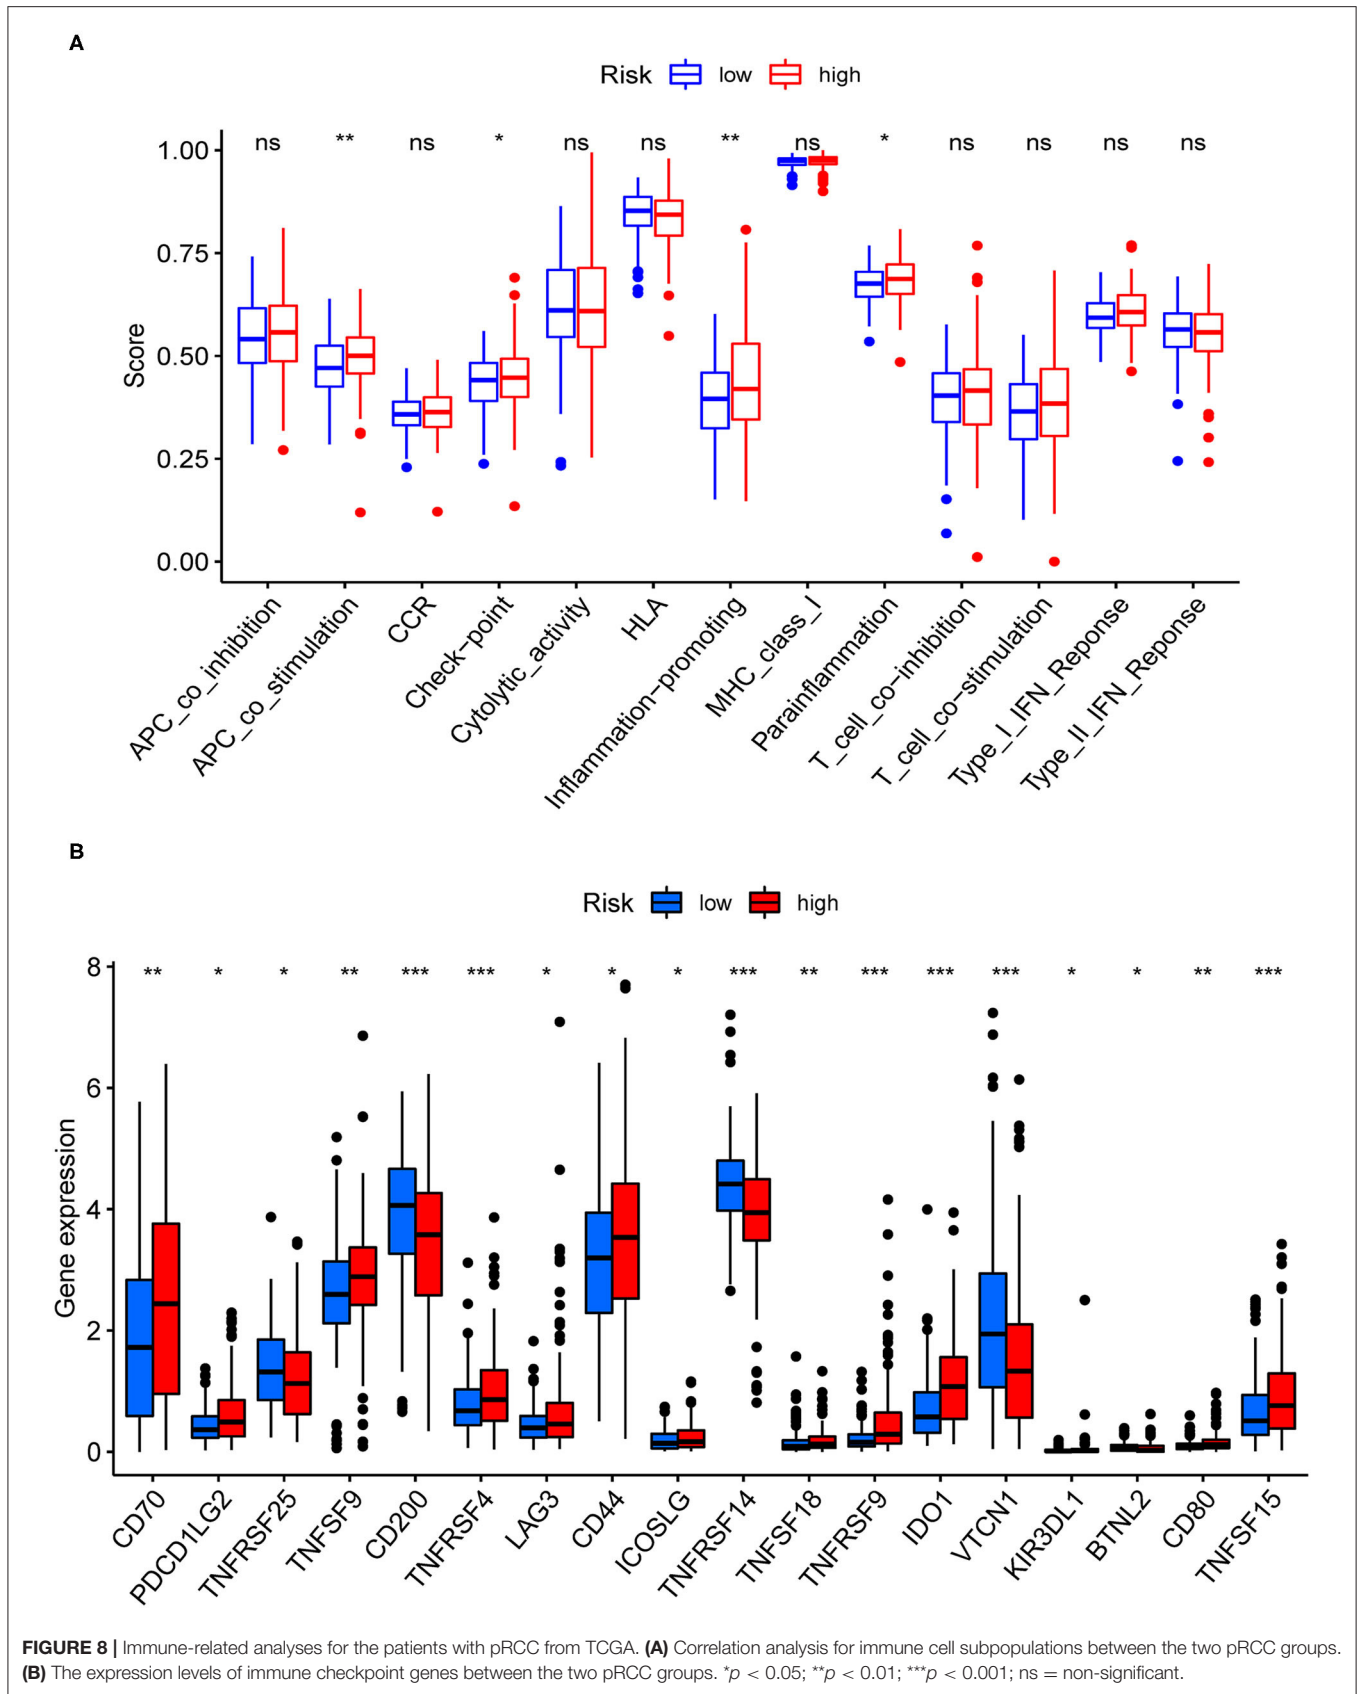 A
Risk low high
ns ** ns * ns ns ** ns * ns ns ns ns
1.00
0.75
0.50
0.25
0.00
Score
APC_co_inhibition
APC_co_stimulation
CCR
Check-point
Cytolytic_activity
HLA
Inflammation-promoting
MHC_class_I
Parainflammation
T_cell_co-inhibition
T_cell_co-stimulation
Type_I_IFN_Reponse
Type_II_IFN_Reponse
B
Risk low high
** * * ** *** *** * * * *** ** *** *** *** * * ** ***
8
6
4
2
0
Gene expression
CD70
PDCD1LG2
TNFRSF25
TNFSF9
CD200
TNFRSF4
LAG3
CD44
ICOSLG
TNFRSF14
TNFSF18
TNFRSF9
IDO1
VTCN1
KIR3DL1
BTNL2
CD80
TNFSF15
FIGURE 8 | Immune-related analyses for the patients with pRCC from TCGA. (A) Correlation analysis for immune cell subpopulations between the two pRCC groups.
(B) The expression levels of immune checkpoint genes between the two pRCC groups. *p < 0.05; **p < 0.01; ***p < 0.001; ns = non-significant.